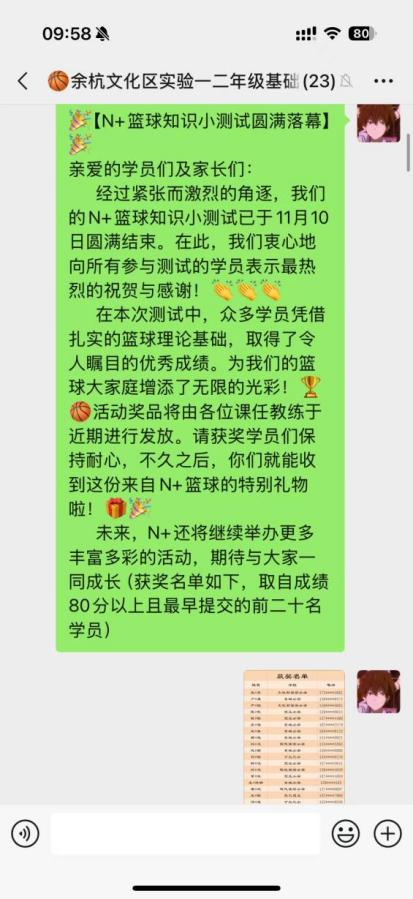 09:58
80
🏀余杭文化区实验一二年级基础(23)
🎉【N+篮球知识小测试圆满落幕】
🎉
亲爱的学员们及家长们：
经过紧张而激烈的角逐，我们
的N+篮球知识小测试已于11月10
日圆满结束。在此，我们衷心地
向所有参与测试的学员表示最热
烈的祝贺与感谢！👏👏👏
在本次测试中，众多学员凭借
扎实的篮球理论基础，取得了令
人瞩目的优秀成绩。为我们的篮
球大家庭增添了无限的光彩！🏆
🏀活动奖品将由各位课任教练于
近期进行发放。请获奖学员们保
持耐心，不久之后，你们就能收
到这份来自N+篮球的特别礼物
啦！🎁🎉
未来，N+还将继续举办更多
丰富多彩的活动，期待与大家一
同成长（获奖名单如下，取自成绩
80分以上且最早提交的前二十名
学员）
获奖名单